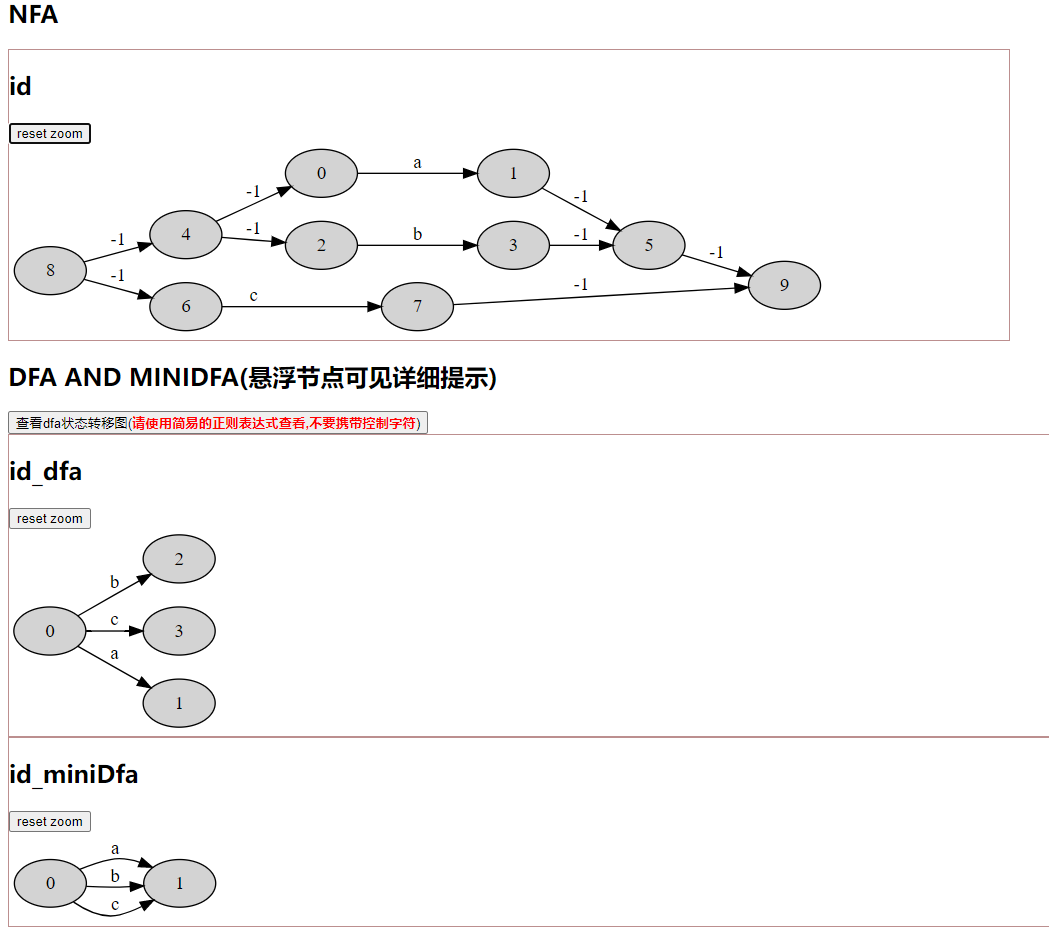 NFA
id
reset zoom
0 a 1
-1 -1
4 -1 2 b 3 -1 5
8 -1 -1 -1 9
6 c 7 -1
DFA AND MINIDFA(悬浮节点可见详细提示)
查看dfa状态转移图(请使用简易的正则表达式查看,不要携带控制字符)
id_dfa
reset zoom
2
b
0 c 3
a
1
id_miniDfa
reset zoom
a
0 b 1
c